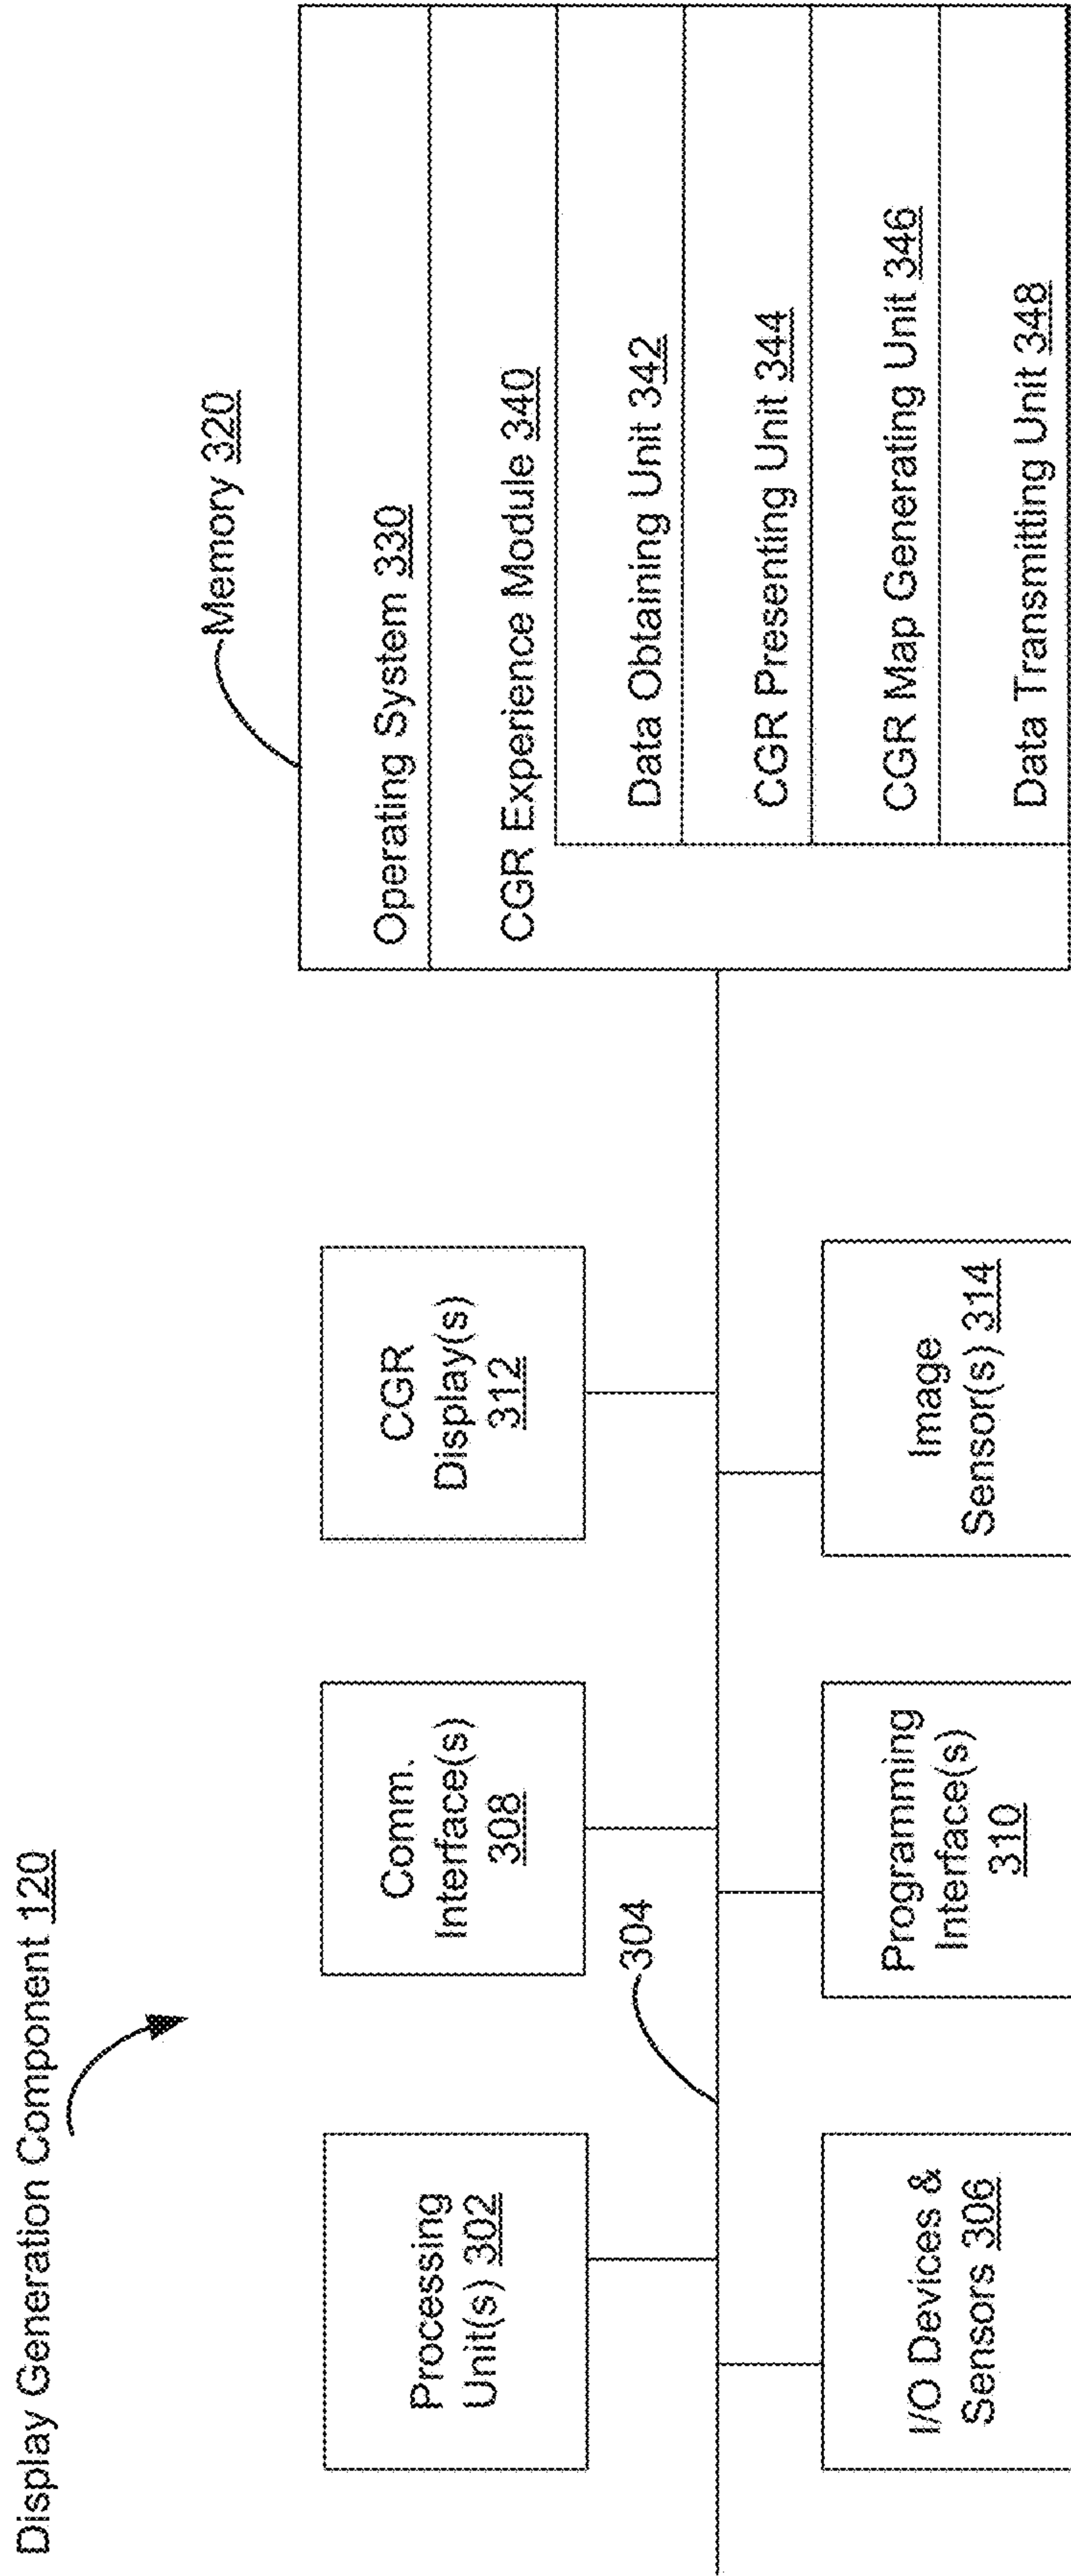 Display Generation Component 120
Memory 320
Operating System 330
CGR Experience Module 340
Data Obtaining Unit 342
CGR Presenting Unit 344
CGR Map Generating Unit 346
Data Transmitting Unit 348
Processing
Unit(s) 302
Comm.
Interface(s)
308
CGR
Display(s)
312
304
I/O Devices &
Sensors 306
Programming
Interface(s)
310
Image
Sensor(s) 314